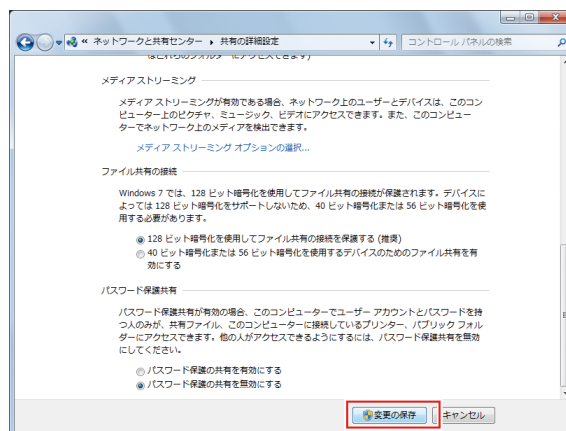 « ネットワークと共有センター ▸ 共有の詳細設定
コントロール パネルの検索
メディア ストリーミング
メディア ストリーミングが有効である場合、ネットワーク上のユーザーとデバイスは、このコン
ピューター上のピクチャ、ミュージック、ビデオにアクセスできます。また、このコンピュー
ターでネットワーク上のメディアを検出できます。
メディア ストリーミング オプションの選択...
ファイル共有の接続
Windows 7 では、128 ビット暗号化を使用してファイル共有の接続が保護されます。デバイスに
よっては 128 ビット暗号化をサポートしないため、40 ビット暗号化または 56 ビット暗号化を使
用する必要があります。
128 ビット暗号化を使用してファイル共有の接続を保護する (推奨)
40 ビット暗号化または 56 ビット暗号化を使用するデバイスのためのファイル共有を有
効にする
パスワード保護共有
パスワード保護共有が有効の場合、このコンピューターでユーザー アカウントとパスワードを持
つ人のみが、共有ファイル、このコンピューターに接続しているプリンター、パブリック フォル
ダーにアクセスできます。他の人がアクセスできるようにするには、パスワード保護共有を無効
にしてください。
パスワード保護の共有を有効にする
パスワード保護の共有を無効にする
変更の保存
キャンセル